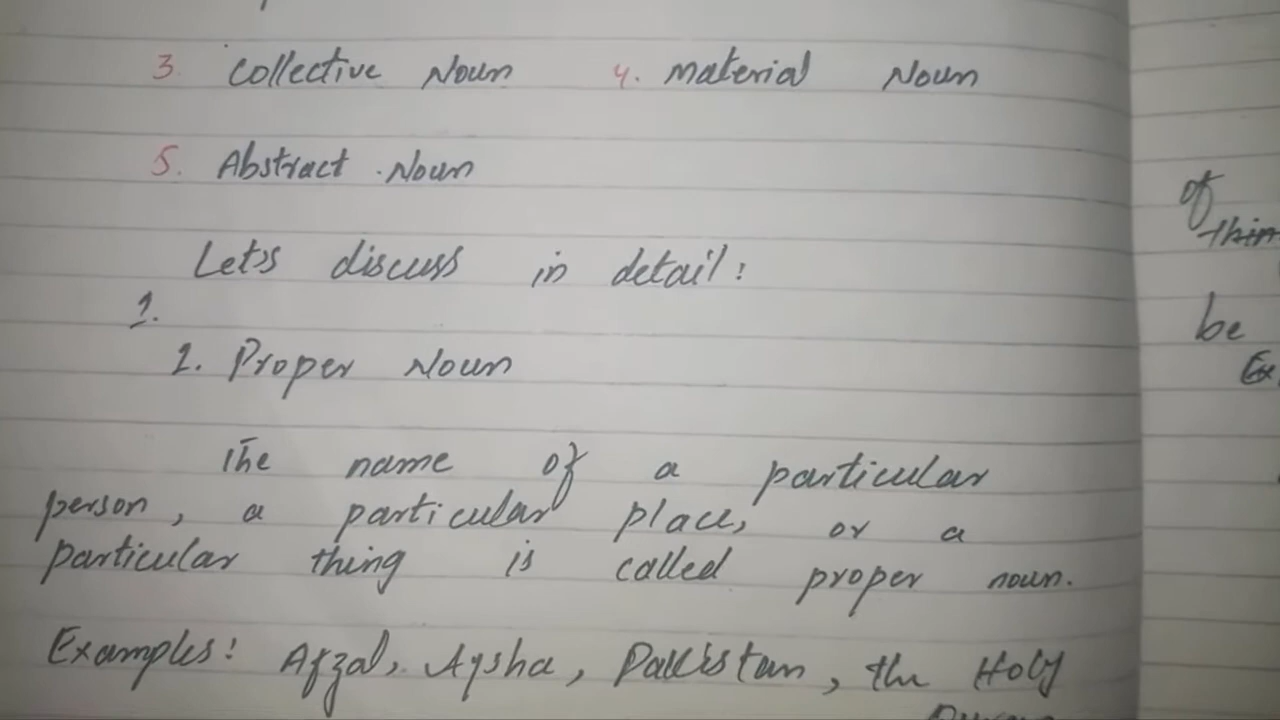 3. Collective Noun 4. Material Noun
5. Abstract Noun
Let's discuss in detail:
1.
1. Proper Noun
The name of a particular
person, a particular place, or a
particular thing is called proper noun.
Examples: Afzal, Aysha, Pakistan, the Holy
of
be